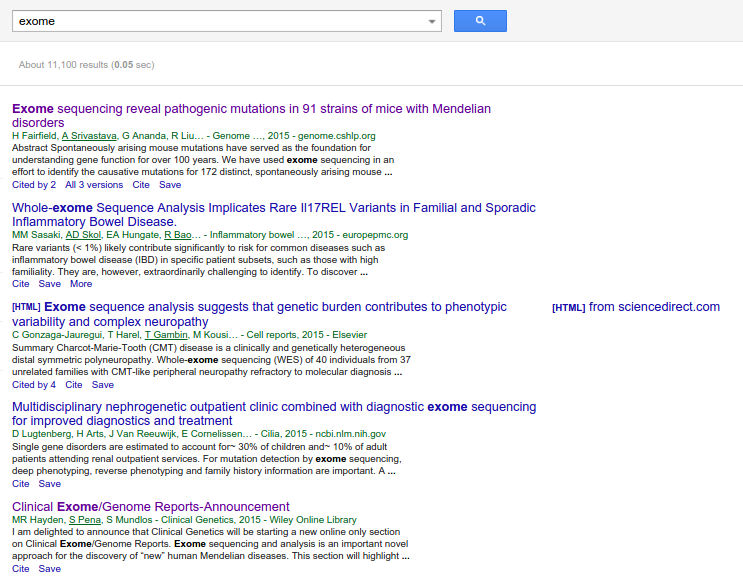 exome
About 11,100 results (0.05 sec)
Exome sequencing reveal pathogenic mutations in 91 strains of mice with Mendelian
disorders
H Fairfield, A Srivastava, G Ananda, R Liu… - Genome …, 2015 - genome.cshlp.org
Abstract Spontaneously arising mouse mutations have served as the foundation for
understanding gene function for over 100 years. We have used exome sequencing in an
effort to identify the causative mutations for 172 distinct, spontaneously arising mouse ...
Cited by 2 All 3 versions Cite Save
Whole-exome Sequence Analysis Implicates Rare Il17REL Variants in Familial and Sporadic
Inflammatory Bowel Disease.
MM Sasaki, AD Skol, EA Hungate, R Bao… - Inflammatory bowel …, 2015 - europepmc.org
Rare variants (< 1%) likely contribute significantly to risk for common diseases such as
inflammatory bowel disease (IBD) in specific patient subsets, such as those with high
familiality. They are, however, extraordinarily challenging to identify. To discover ...
Cite Save More
[HTML] Exome sequence analysis suggests that genetic burden contributes to phenotypic
variability and complex neuropathy
[HTML] from sciencedirect.com
C Gonzaga-Jauregui, T Harel, T Gambin, M Kousi… - Cell reports, 2015 - Elsevier
Summary Charcot-Marie-Tooth (CMT) disease is a clinically and genetically heterogeneous
distal symmetric polyneuropathy. Whole-exome sequencing (WES) of 40 individuals from 37
unrelated families with CMT-like peripheral neuropathy refractory to molecular diagnosis ...
Cited by 4 Cite Save
Multidisciplinary nephrogenetic outpatient clinic combined with diagnostic exome sequencing
for improved diagnostics and treatment
D Lugtenberg, H Arts, J Van Reeuwijk, E Cornelissen… - Cilia, 2015 - ncbi.nlm.nih.gov
Single gene disorders are estimated to account for~ 30% of children and~ 10% of adult
patients attending renal outpatient services. For mutation detection by exome sequencing,
deep phenotyping, reverse phenotyping and family history information are important. A ...
Cite Save
Clinical Exome/Genome Reports-Announcement
MR Hayden, S Pena, S Mundlos - Clinical Genetics, 2015 - Wiley Online Library
I am delighted to announce that Clinical Genetics will be starting a new online only section
on Clinical Exome/Genome Reports. Exome sequencing and analysis is an important novel
approach for the discovery of “new” human Mendelian diseases. This section will highlight ...
Cite Save